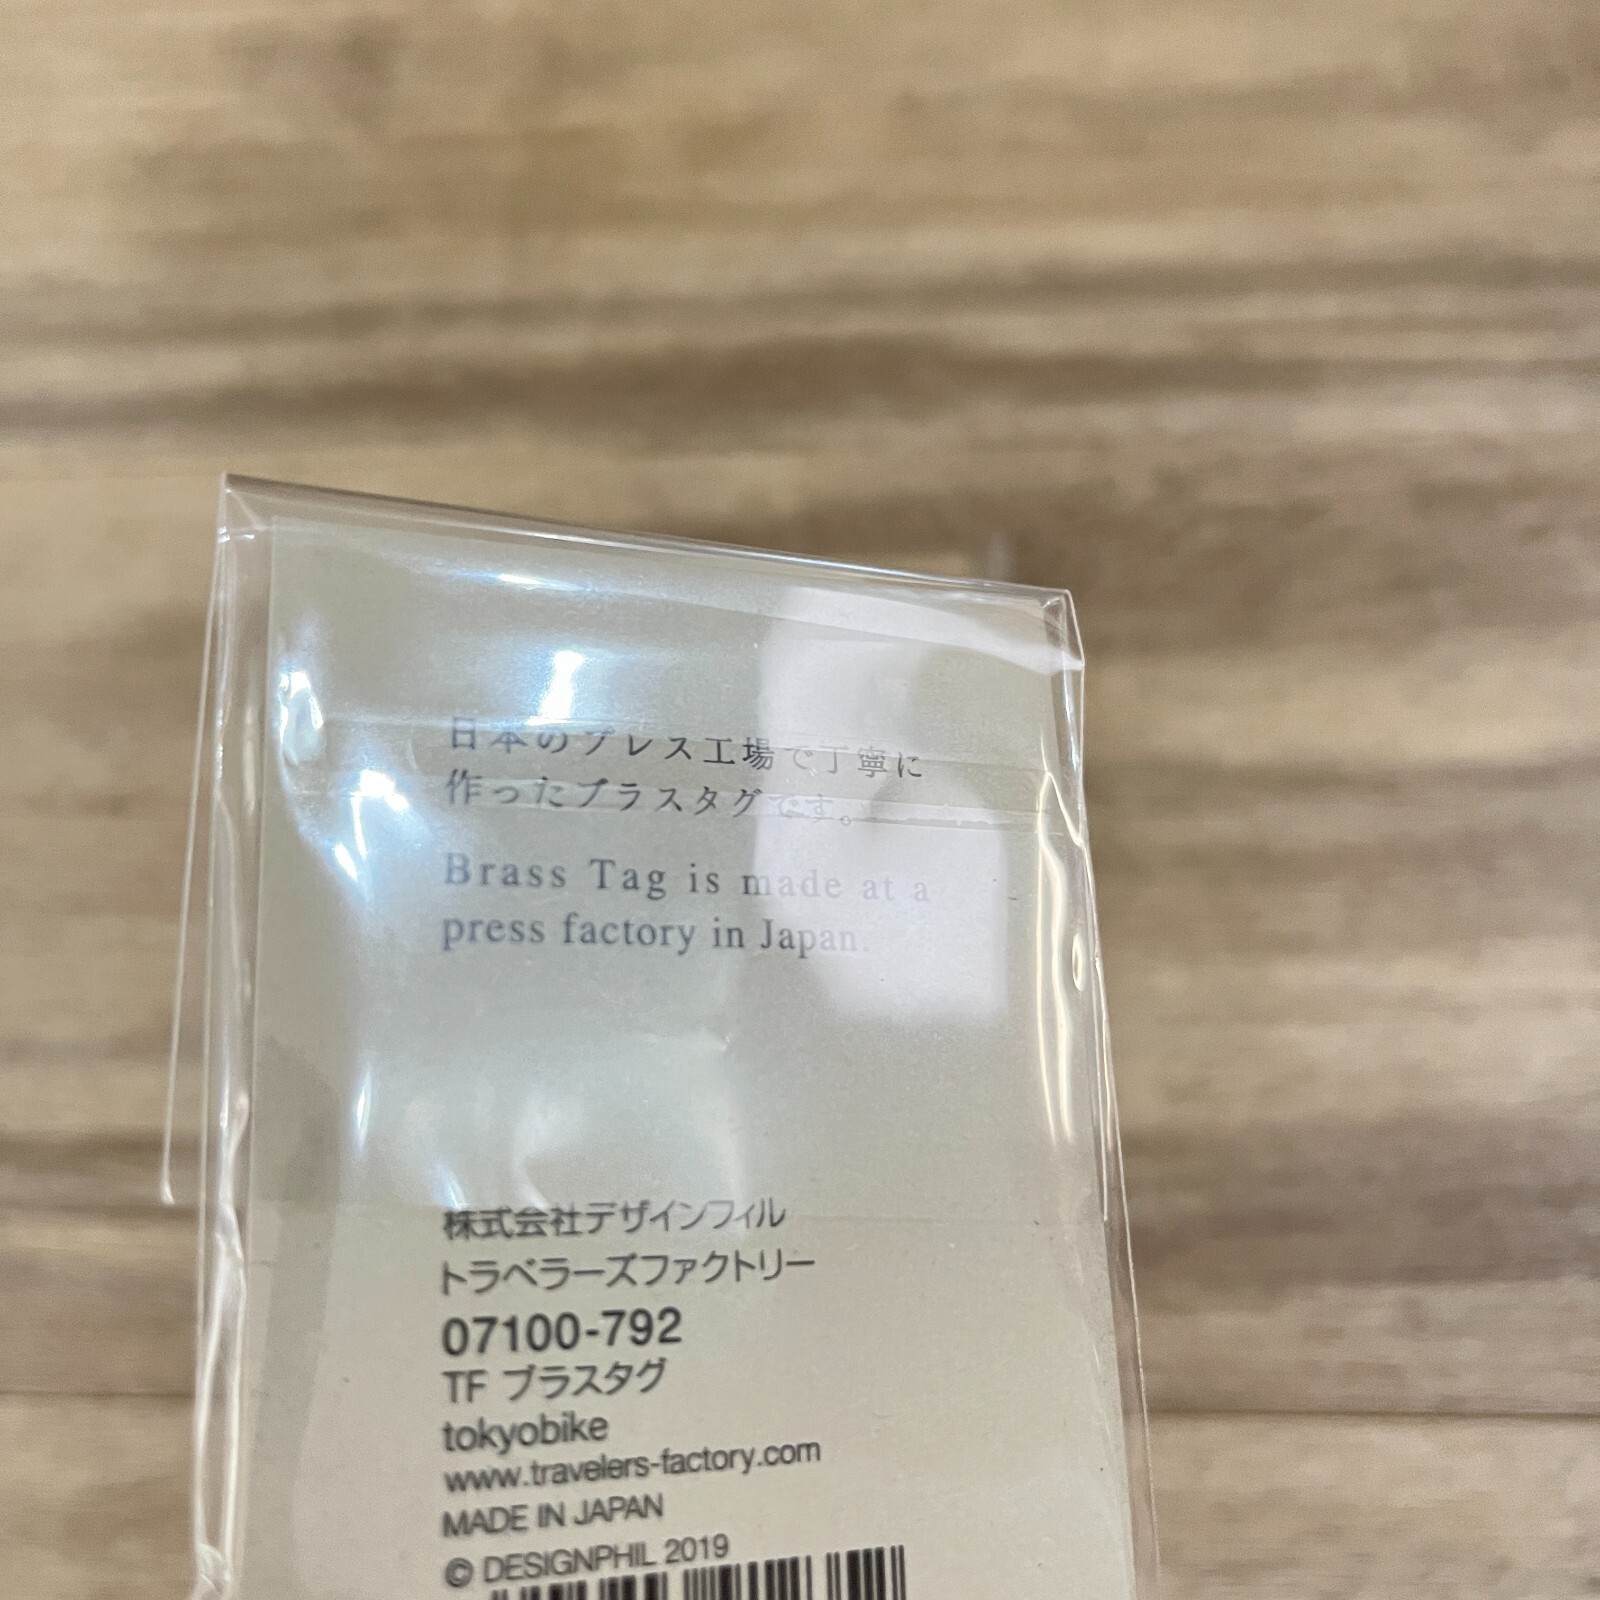 日本のプレス工場で丁寧に
作ったブラスタグです。
Brass Tag is made at a
press factory in Japan.
株式会社デザインフィル
トラベラーズファクトリー
07100-792
TF ブラスタグ
tokyobike
www.travelers-factory.com
MADE IN JAPAN
© DESIGNPHIL 2019